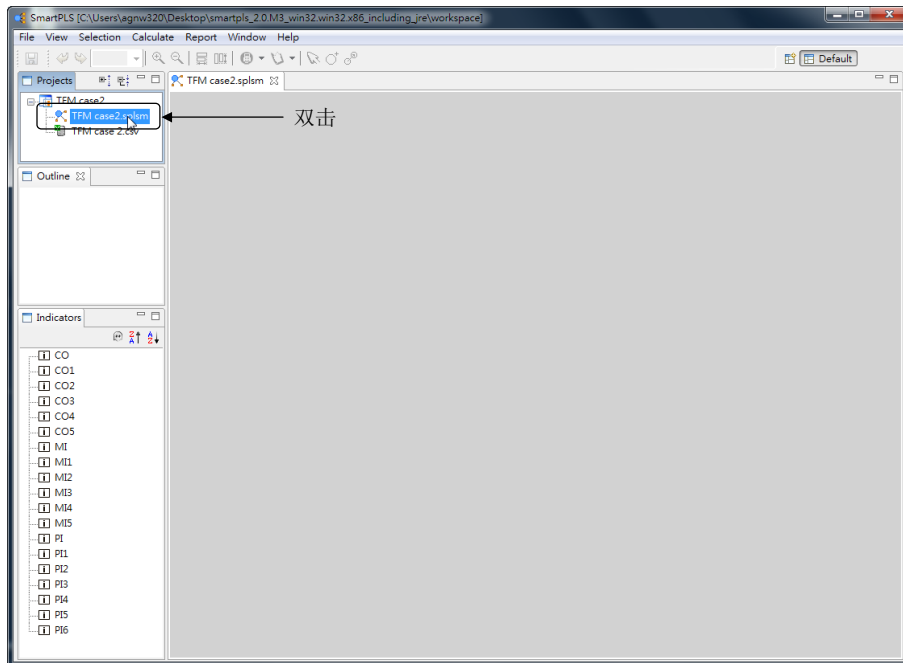 SmartPLS [C:\Users\agnw320\Desktop\smartpls_2.0.M3_win32.win32.x86_including_jre\workspace]
File View Selection Calculate Report Window Help
Default
Projects
TFM case2.splsm
TFM case2
TFM case2.splsm
双击
TFM case 2.csv
Outline
Indicators
CO
CO1
CO2
CO3
CO4
CO5
MI
MI1
MI2
MI3
MI4
MI5
PI
PI1
PI2
PI3
PI4
PI5
PI6